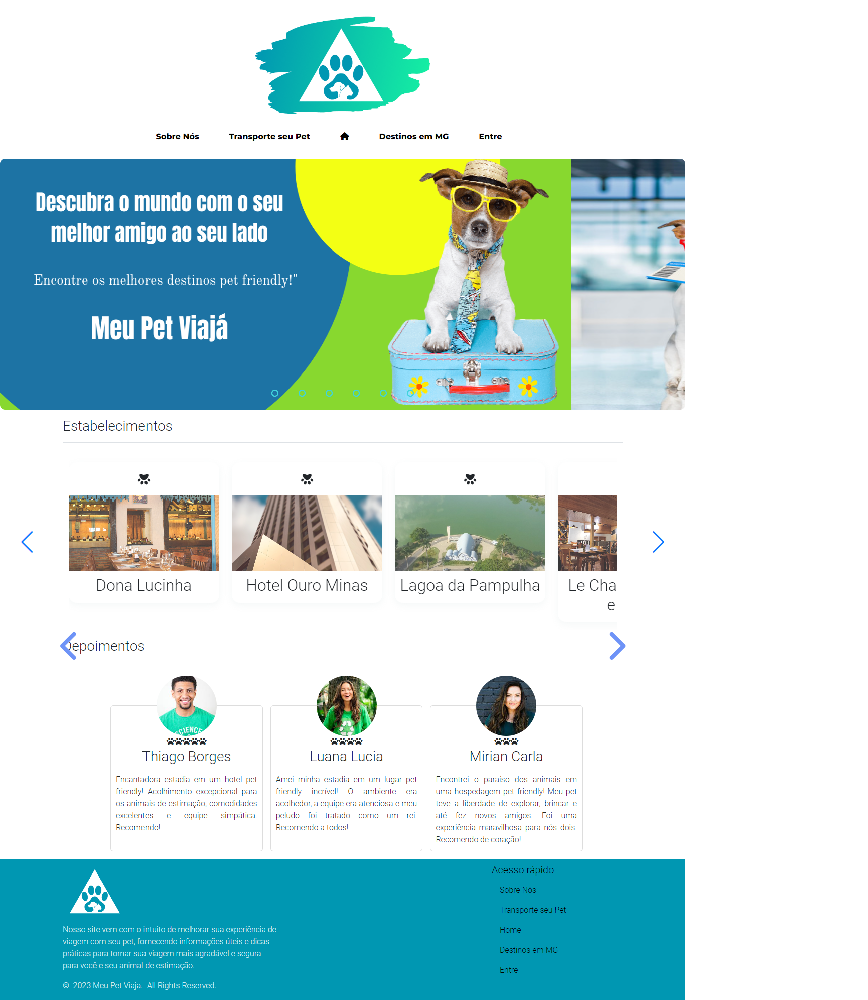 Sobre Nós
Transporte seu Pet
Destinos em MG
Entre
Descubra o mundo com o seu
melhor amigo ao seu lado
Encontre os melhores destinos pet friendly!"
Meu Pet Viajá
Estabelecimentos
Dona Lucinha
Hotel Ouro Minas
Lagoa da Pampulha
Le Cha
e
Depoimentos
SCIENCE
Thiago Borges
Encantadora estadia em um hotel pet
friendly! Acolhimento excepcional para
os animais de estimação, comodidades
excelentes e equipe simpática.
Recomendo!
Luana Lucia
Amei minha estadia em um lugar pet
friendly incrível! O ambiente era
acolhedor, a equipe era atenciosa e meu
peludo foi tratado como um rei.
Recomendo a todos!
Mirian Carla
Encontrei o paraíso dos animais em
uma hospedagem pet friendly! Meu pet
teve a liberdade de explorar, brincar e
até fez novos amigos. Foi uma
experiência maravilhosa para nós dois.
Recomendo de coração!
Nosso site vem com o intuito de melhorar sua experiência de
viagem com seu pet, fornecendo informações úteis e dicas
práticas para tornar sua viagem mais agradável e segura
para você e seu animal de estimação.
© 2023 Meu Pet Viaja. All Rights Reserved.
Acesso rápido
Sobre Nós
Transporte seu Pet
Home
Destinos em MG
Entre